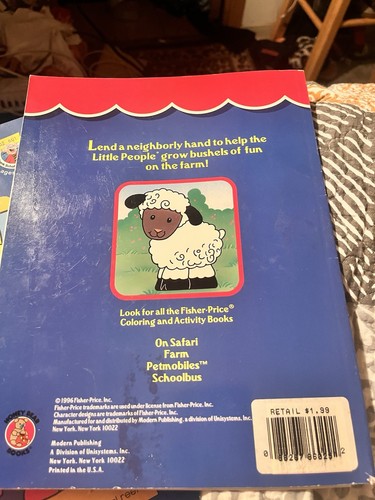 Lend a neighborly hand to help the
Little People® grow bushels of fun
on the farm!
Look for all the Fisher-Price®
Coloring and Activity Books
On Safari
Farm
Petmobiles™
Schoolbus
© 1996 Fisher-Price, Inc.
Fisher-Price trademarks are used under license from Fisher-Price, Inc.
Character designs are trademarks of Fisher-Price, Inc.
Manufactured for and distributed by Modern Publishing, a division of Unisystems, Inc.
New York, New York 10022
HONEY BEAR
BOOKS
Modern Publishing
A Division of Unisystems, Inc.
New York, New York 10022
Printed in the U.S.A.
RETAIL $1.99